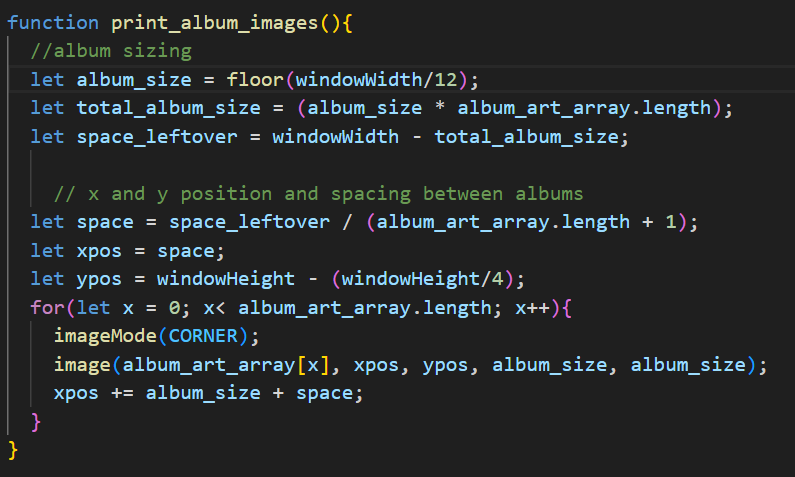 function print_album_images(){
  //album sizing
  let album_size = floor(windowWidth/12);
  let total_album_size = (album_size * album_art_array.length);
  let space_leftover = windowWidth - total_album_size;

    // x and y position and spacing between albums
  let space = space_leftover / (album_art_array.length + 1);
  let xpos = space;
  let ypos = windowHeight - (windowHeight/4);
  for(let x = 0; x< album_art_array.length; x++){
    imageMode(CORNER);
    image(album_art_array[x], xpos, ypos, album_size, album_size);
    xpos += album_size + space;
  }
}